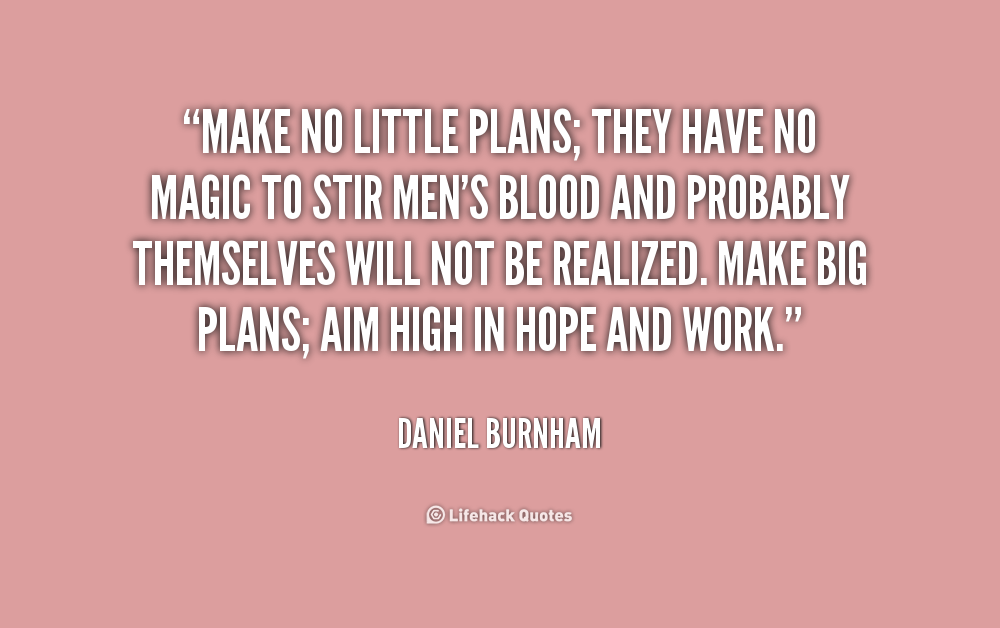 “MAKE NO LITTLE PLANS; THEY HAVE NO
MAGIC TO STIR MEN’S BLOOD AND PROBABLY
THEMSELVES WILL NOT BE REALIZED. MAKE BIG
PLANS; AIM HIGH IN HOPE AND WORK.”
DANIEL BURNHAM
Lifehack Quotes